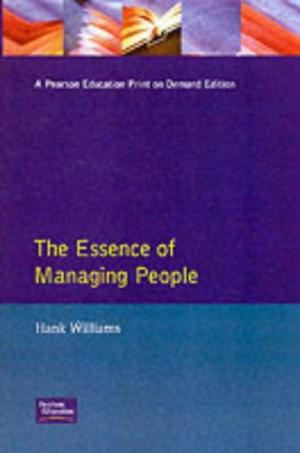 A Pearson Education Print on Demand Edition
The Essence of
Managing People
Hank Williams
Pearson
Education